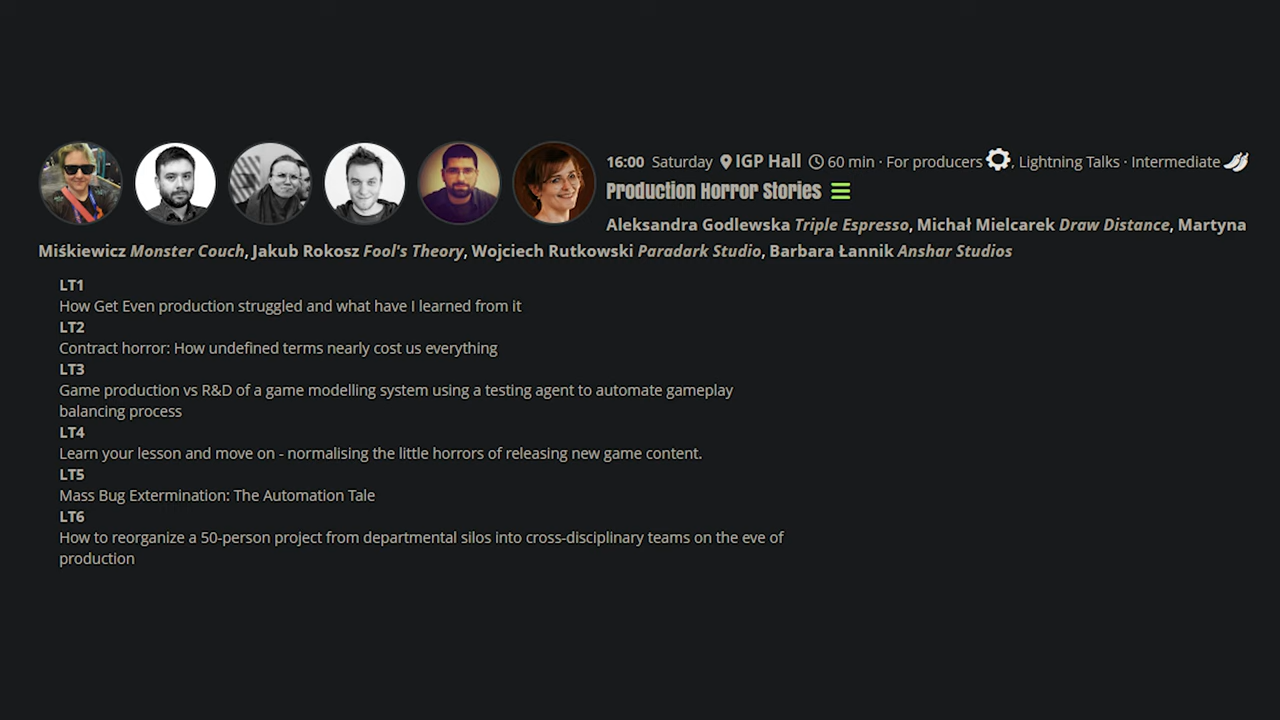 16:00 Saturday IGP Hall 60 min · For producers, Lightning Talks · Intermediate
Production Horror Stories
Aleksandra Godlewska Triple Espresso, Michał Mielcarek Draw Distance, Martyna
Miśkiewicz Monster Couch, Jakub Rokosz Fool's Theory, Wojciech Rutkowski Paradark Studio, Barbara Łannik Anshar Studios
LT1
How Get Even production struggled and what have I learned from it
LT2
Contract horror: How undefined terms nearly cost us everything
LT3
Game production vs R&D of a game modelling system using a testing agent to automate gameplay
balancing process
LT4
Learn your lesson and move on - normalising the little horrors of releasing new game content.
LT5
Mass Bug Extermination: The Automation Tale
LT6
How to reorganize a 50-person project from departmental silos into cross-disciplinary teams on the eve of
production